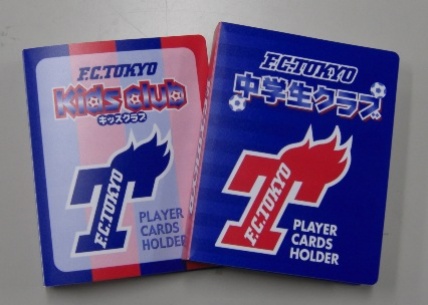 F.C.TOKYO
Kids club
キッズクラブ
F.C.TOKYO
PLAYER
CARDS
HOLDER
F.C.TOKYO
中学生クラブ
F.C.TOKYO
PLAYER
CARDS
HOLDER